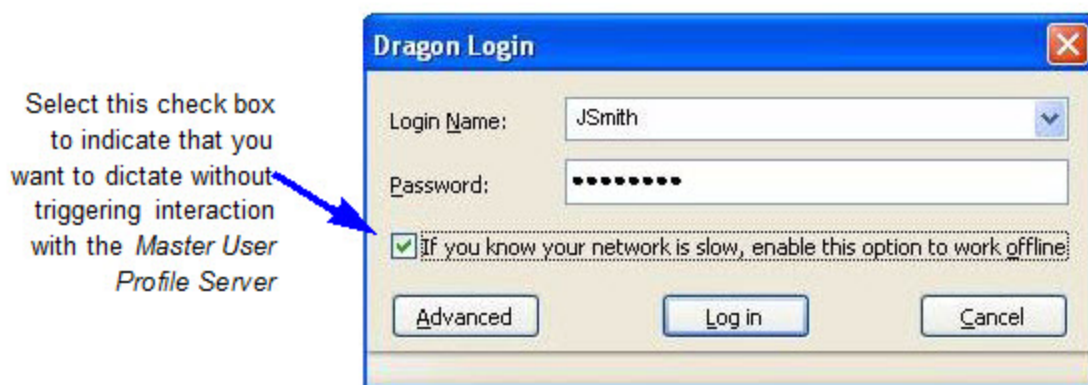 Dragon Login
Select this check box
to indicate that you
want to dictate without
triggering interaction
with the Master User
Profile Server
Login Name:
JSmith
Password:
••••••••
If you know your network is slow, enable this option to work offline
Advanced
Log in
Cancel